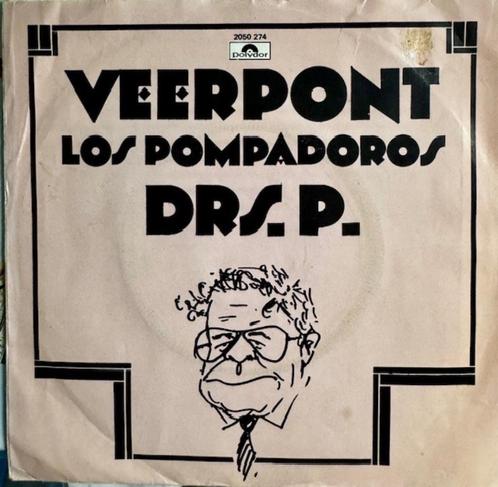 2050 274
Polydor
VEERPONT
LOS POMPADOROS
DRS. P.